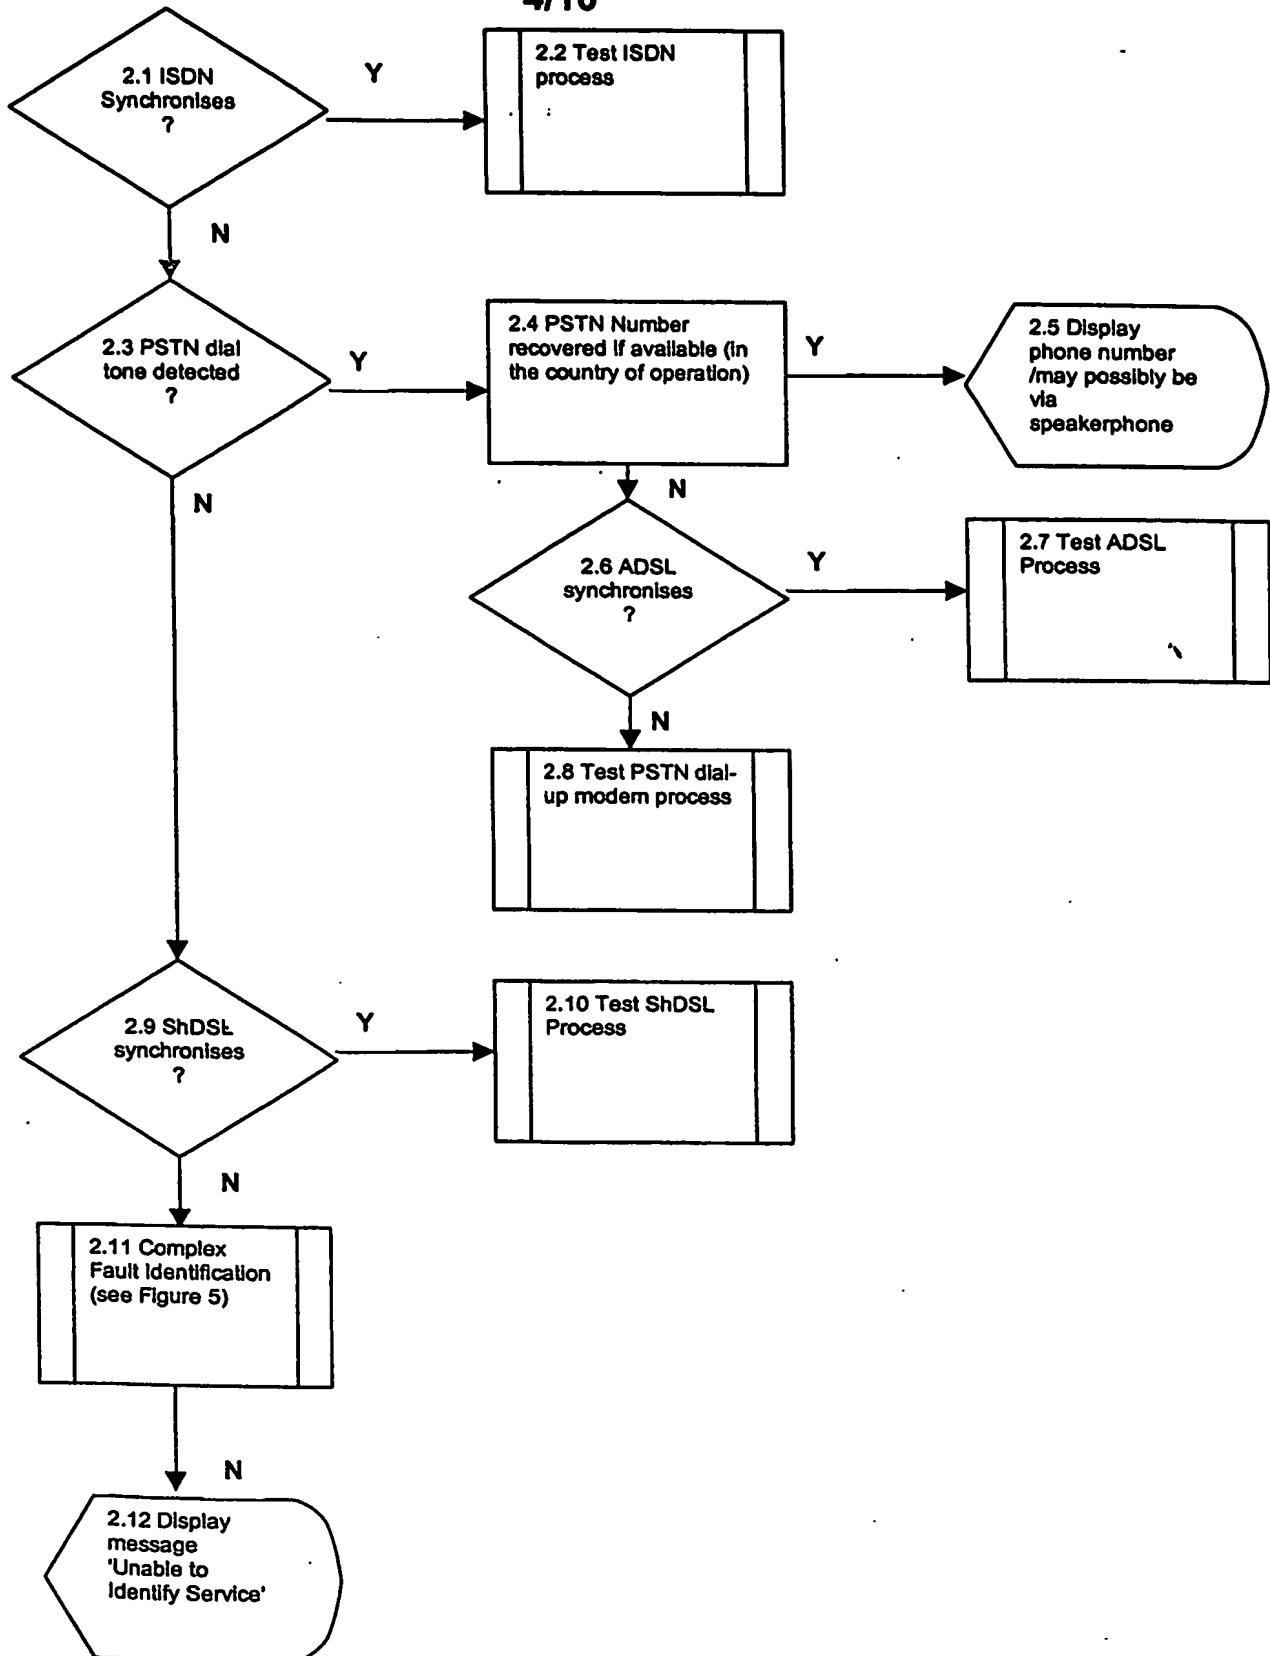 2.1 ISDN
Synchronises
?
Y
2.2 Test ISDN
process
N
2.3 PSTN dial
tone detected
?
Y
2.4 PSTN Number
recovered if available (in
the country of operation)
Y
2.5 Display
phone number
/may possibly be
via
speakerphone
N
N
2.6 ADSL
synchronises
?
Y
2.7 Test ADSL
Process
N
2.8 Test PSTN dial-
up modem process
2.9 ShDSL
synchronises
?
Y
2.10 Test ShDSL
Process
N
2.11 Complex
Fault Identification
(see Figure 5)
N
2.12 Display
message
'Unable to
Identify Service'